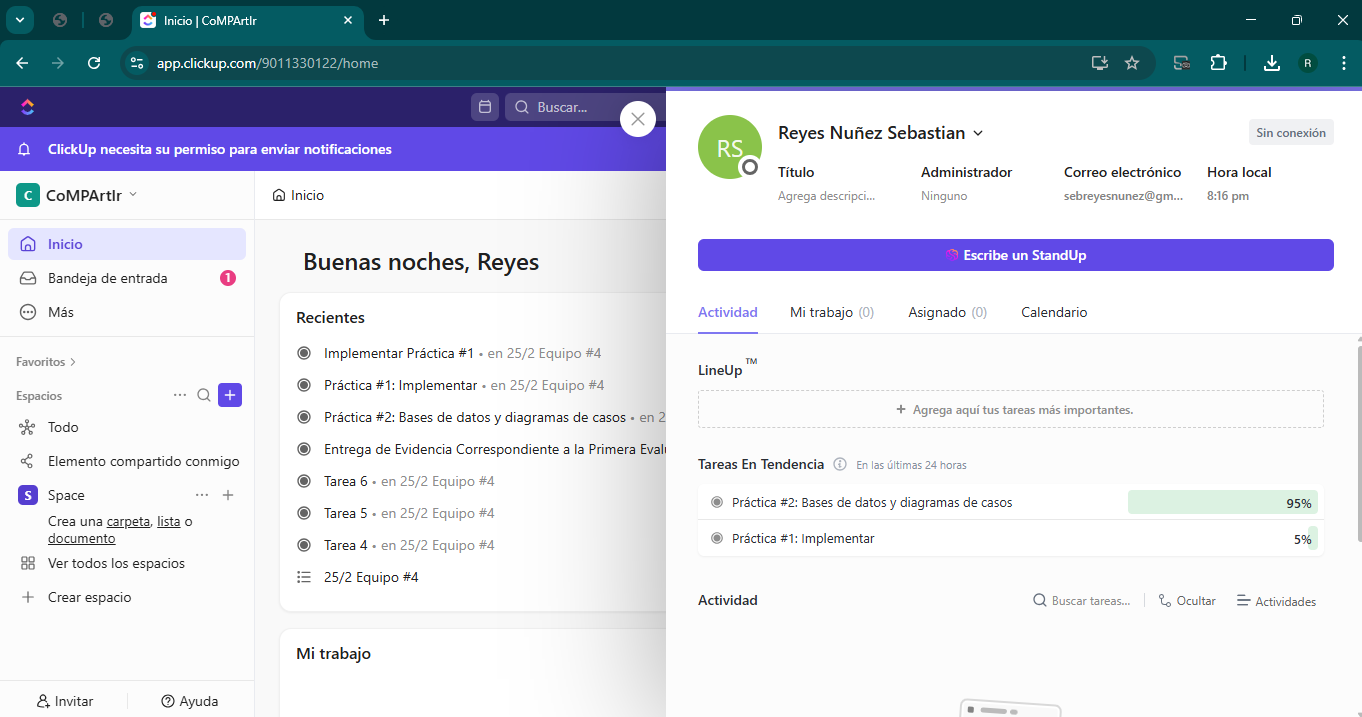 Inicio | CoMPArtIr
app.clickup.com/9011330122/home
R
Buscar...
ClickUp necesita su permiso para enviar notificaciones
C CoMPArtIr
Inicio
Bandeja de entrada 1
Más
Favoritos
Espacios
Todo
Elemento compartido conmigo
S Space
Crea una carpeta, lista o
documento
Ver todos los espacios
Crear espacio
Invitar
Ayuda
Inicio
Buenas noches, Reyes
Recientes
Implementar Práctica #1 • en 25/2 Equipo #4
Práctica #1: Implementar • en 25/2 Equipo #4
Práctica #2: Bases de datos y diagramas de casos • en 2
Entrega de Evidencia Correspondiente a la Primera Evalu
Tarea 6 • en 25/2 Equipo #4
Tarea 5 • en 25/2 Equipo #4
Tarea 4 • en 25/2 Equipo #4
25/2 Equipo #4
Mi trabajo
RS
Reyes Nuñez Sebastian
Sin conexión
Título Administrador Correo electrónico Hora local
Agrega descripci... Ninguno sebreyesnunez@gm... 8:16 pm
Escribe un StandUp
Actividad Mi trabajo (0) Asignado (0) Calendario
LineUp ™
+ Agrega aquí tus tareas más importantes.
Tareas En Tendencia En las últimas 24 horas
Práctica #2: Bases de datos y diagramas de casos 95%
Práctica #1: Implementar 5%
Actividad Buscar tareas... Ocultar Actividades